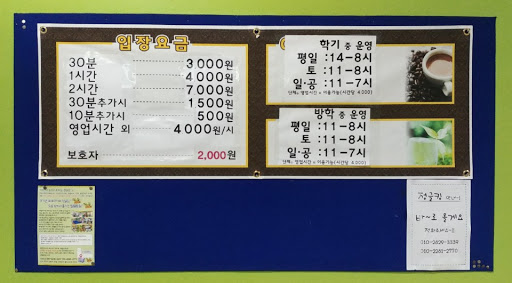 입장요금
30분 3000원
1시간 4000원
2시간 7000원
30분추가시 1500원
10분추가시 500원
영업시간 외 4000원/시
보호자 2,000원
학기 중 운영
평일 :14-8시
토 :11-8시
일·공 :11-7시
방학 중 운영
평일 :11-8시
토 :11-8시
일·공 :11-7시
바~로 올게요